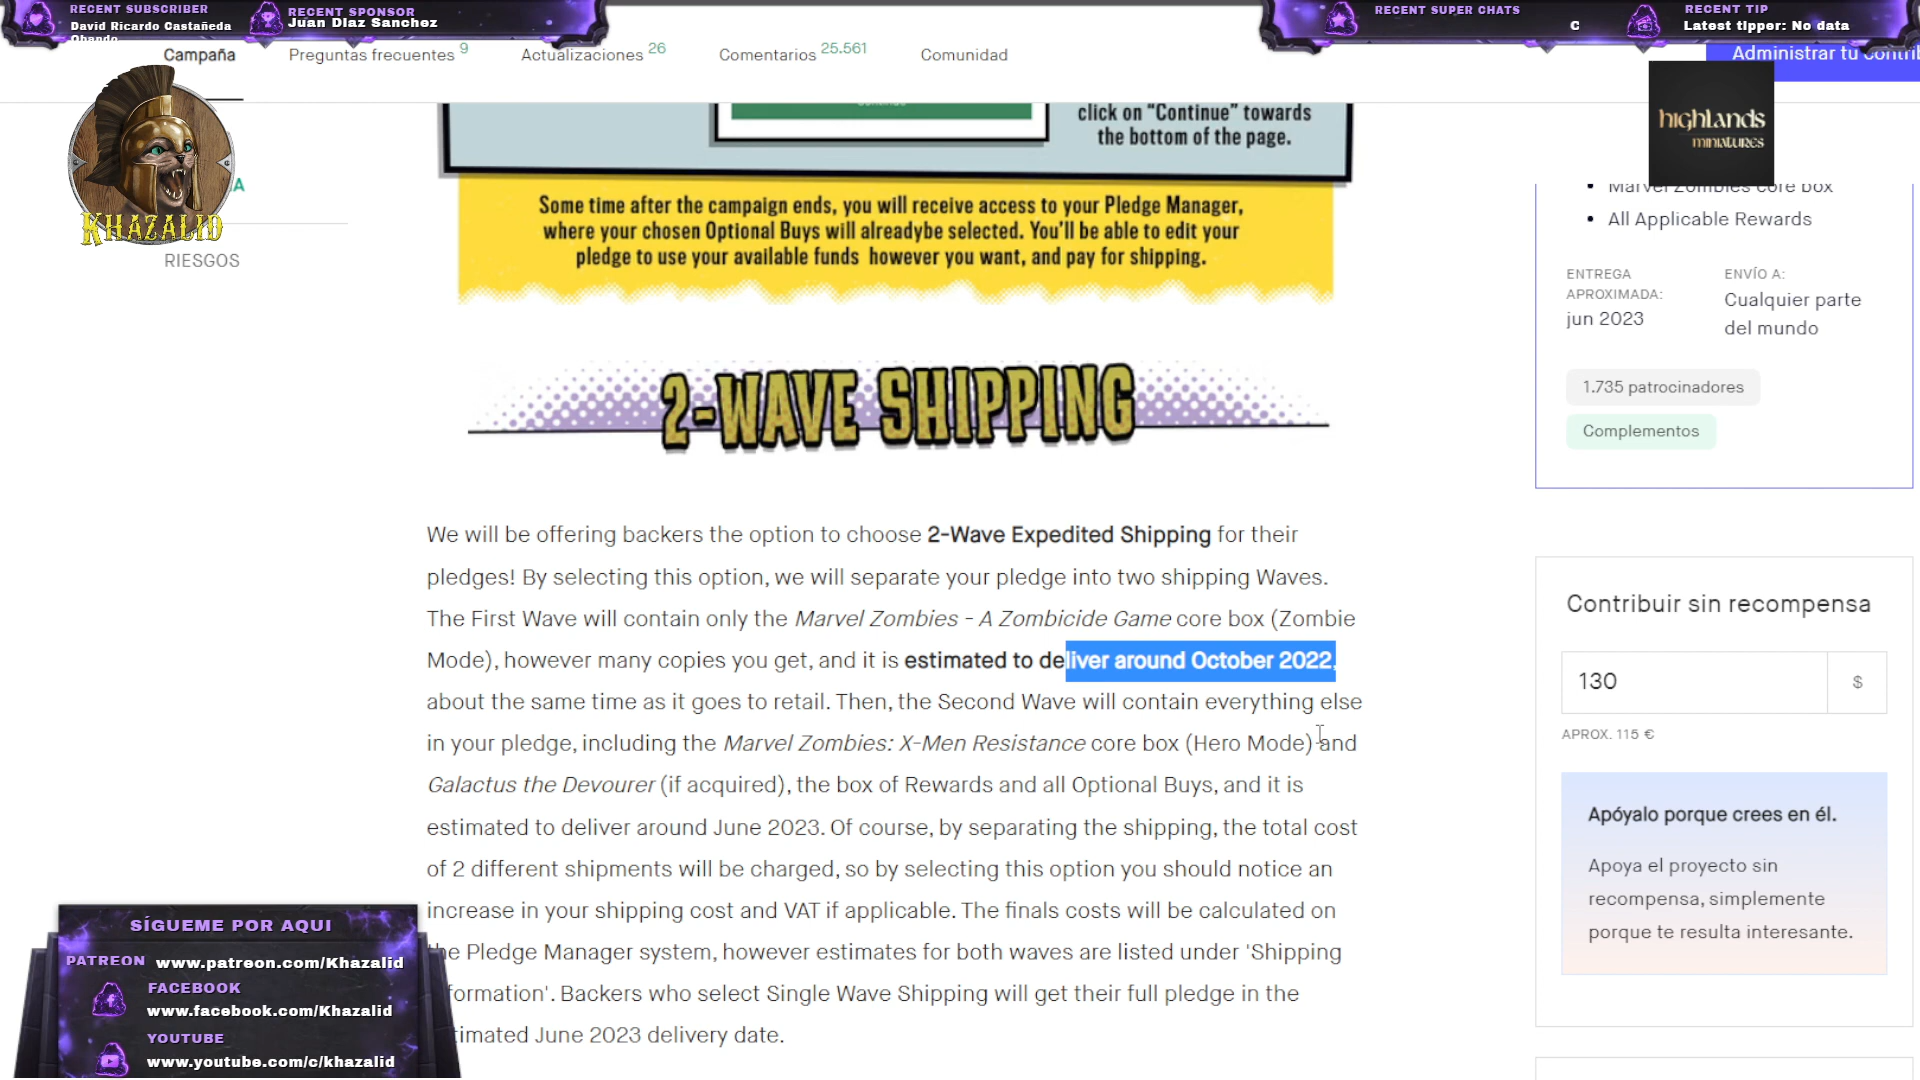 RECENT SUBSCRIBER
David Ricardo Castañeda
Obando
RECENT SPONSOR
Juan Diaz Sanchez
RECENT SUPER CHATS
C
RECENT TIP
Latest tipper: No data
Campaña
Preguntas frecuentes 9
Actualizaciones 26
Comentarios 25.561
Comunidad
Administrar tu contrib
KHAZALID
A
RIESGOS
highlands
miniatures
click on “Continue” towards
the bottom of the page.
Some time after the campaign ends, you will receive access to your Pledge Manager,
where your chosen Optional Buys will alreadybe selected. You'll be able to edit your
pledge to use your available funds however you want, and pay for shipping.
2-WAVE SHIPPING
We will be offering backers the option to choose 2-Wave Expedited Shipping for their
pledges! By selecting this option, we will separate your pledge into two shipping Waves.
The First Wave will contain only the Marvel Zombies - A Zombicide Game core box (Zombie
Mode), however many copies you get, and it is estimated to deliver around October 2022,
about the same time as it goes to retail. Then, the Second Wave will contain everything else
in your pledge, including the Marvel Zombies: X-Men Resistance core box (Hero Mode) and
Galactus the Devourer (if acquired), the box of Rewards and all Optional Buys, and it is
estimated to deliver around June 2023. Of course, by separating the shipping, the total cost
of 2 different shipments will be charged, so by selecting this option you should notice an
increase in your shipping cost and VAT if applicable. The finals costs will be calculated on
he Pledge Manager system, however estimates for both waves are listed under 'Shipping
formation'. Backers who select Single Wave Shipping will get their full pledge in the
timated June 2023 delivery date.
Marvel Zombies core box
All Applicable Rewards
ENTREGA
APROXIMADA:
jun 2023
ENVÍO A:
Cualquier parte
del mundo
1.735 patrocinadores
Complementos
Contribuir sin recompensa
130 $
APROX. 115 €
Apóyalo porque crees en él.
Apoya el proyecto sin
recompensa, simplemente
porque te resulta interesante.
SÍGUEME POR AQUI
PATREON www.patreon.com/Khazalid
FACEBOOK
www.facebook.com/Khazalid
YOUTUBE
www.youtube.com/c/khazalid